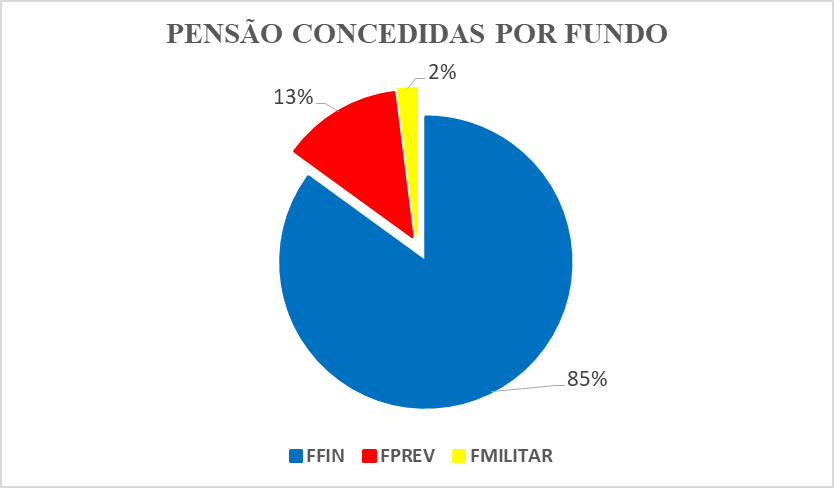 PENSÃO CONCEDIDAS POR FUNDO
2%
13%
85%
FFIN FPREV FMILITAR